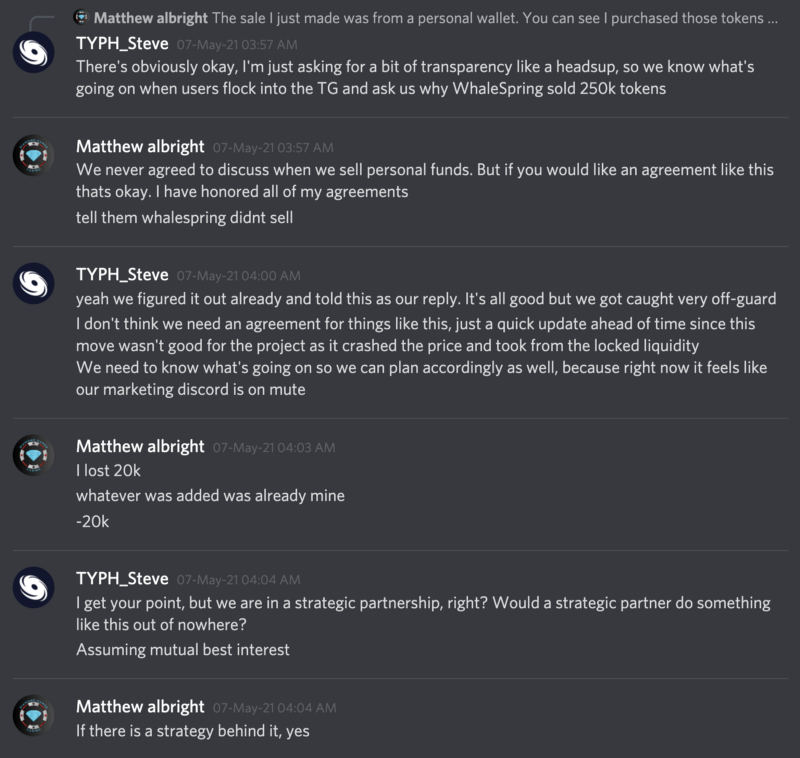 Matthew albright The sale I just made was from a personal wallet. You can see I purchased those tokens ...
TYPH_Steve 07-May-21 03:57 AM
There's obviously okay, I'm just asking for a bit of transparency like a headsup, so we know what's
going on when users flock into the TG and ask us why WhaleSpring sold 250k tokens
Matthew albright 07-May-21 03:57 AM
We never agreed to discuss when we sell personal funds. But if you would like an agreement like this
thats okay. I have honored all of my agreements
tell them whalespring didnt sell
TYPH_Steve 07-May-21 04:00 AM
yeah we figured it out already and told this as our reply. It's all good but we got caught very off-guard
I don't think we need an agreement for things like this, just a quick update ahead of time since this
move wasn't good for the project as it crashed the price and took from the locked liquidity
We need to know what's going on so we can plan accordingly as well, because right now it feels like
our marketing discord is on mute
Matthew albright 07-May-21 04:03 AM
I lost 20k
whatever was added was already mine
-20k
TYPH_Steve 07-May-21 04:04 AM
I get your point, but we are in a strategic partnership, right? Would a strategic partner do something
like this out of nowhere?
Assuming mutual best interest
Matthew albright 07-May-21 04:04 AM
If there is a strategy behind it, yes